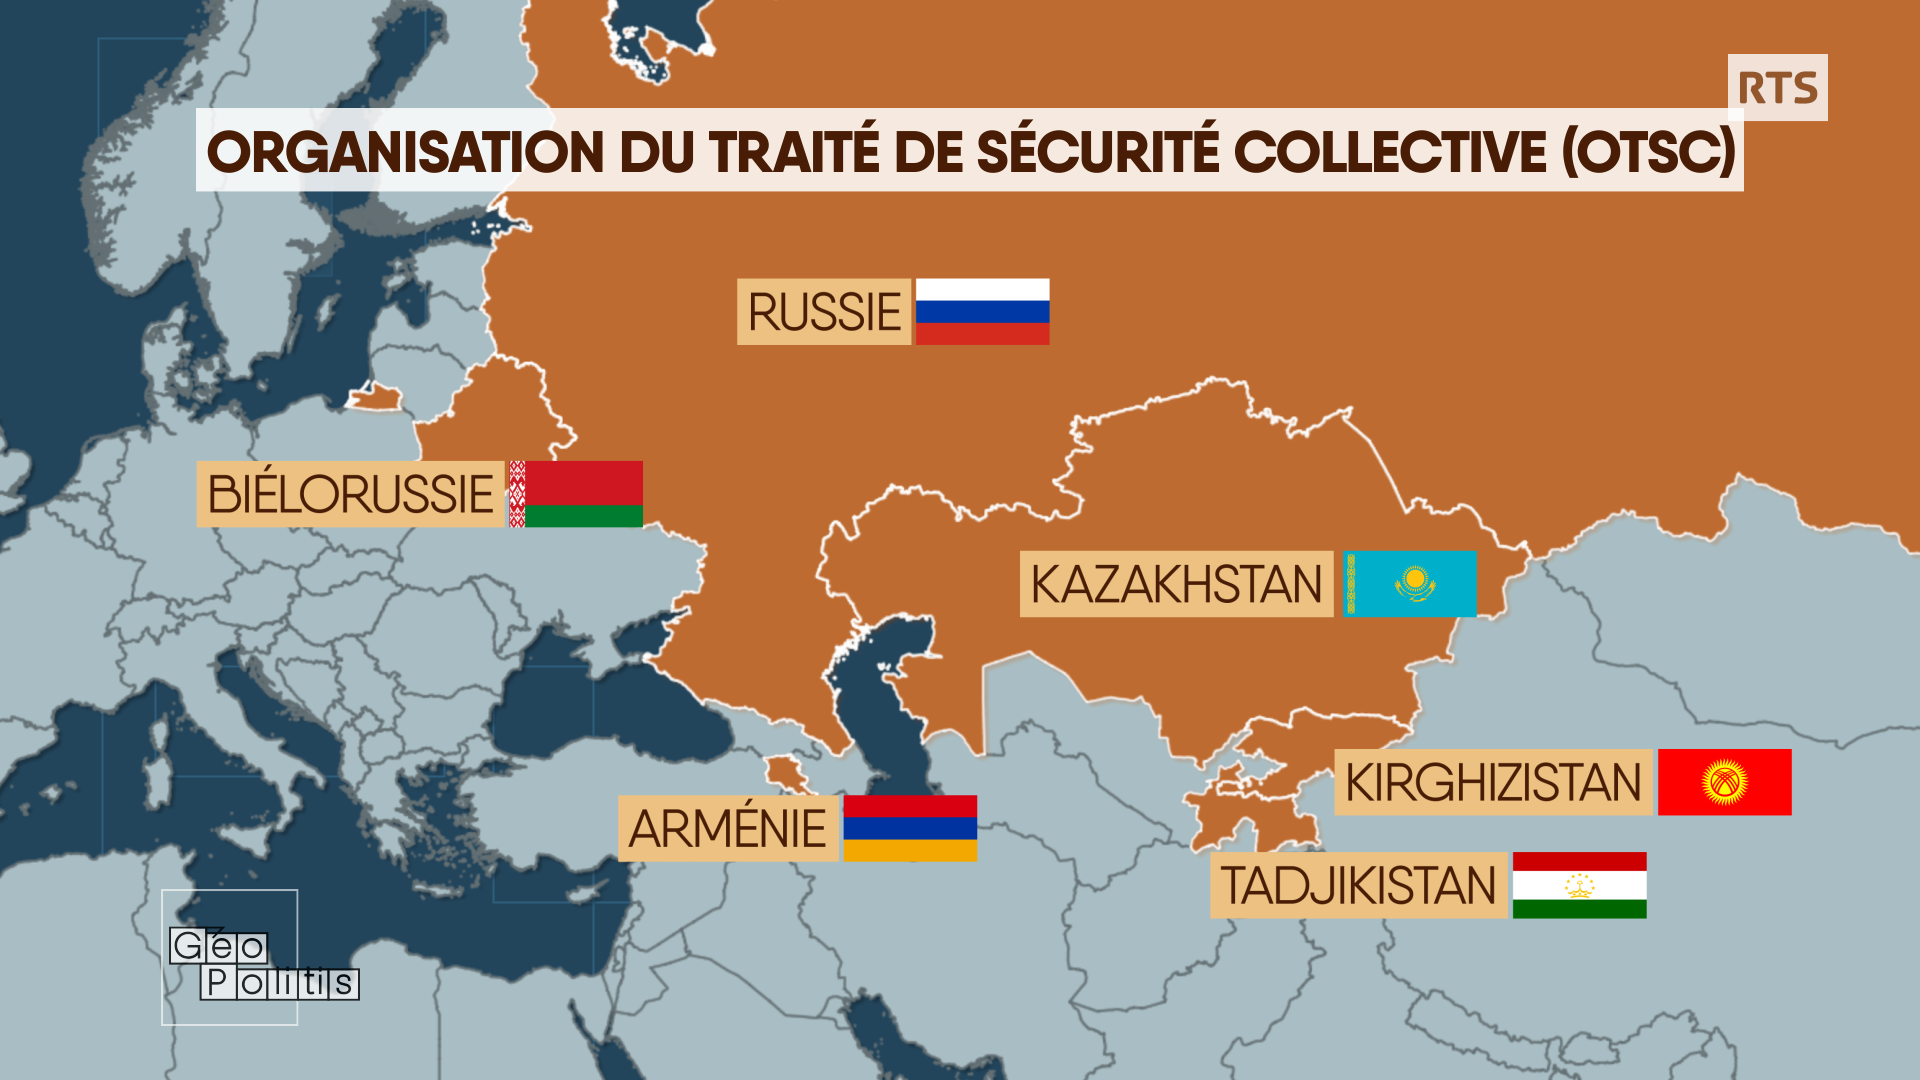 RTS
ORGANISATION DU TRAITÉ DE SÉCURITÉ COLLECTIVE (OTSC)
RUSSIE
BIÉLORUSSIE
KAZAKHSTAN
KIRGHIZISTAN
ARMÉNIE
TADJIKISTAN
Géo
Politis